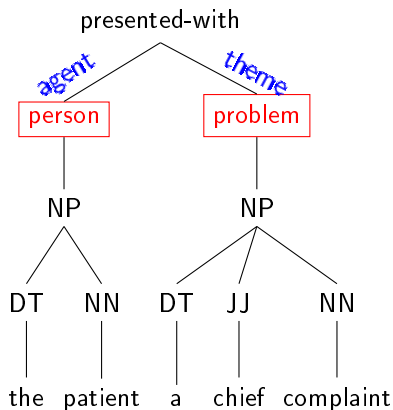 presented-with
agent theme
person problem
NP NP
DT NN DT JJ NN
the patient a chief complaint